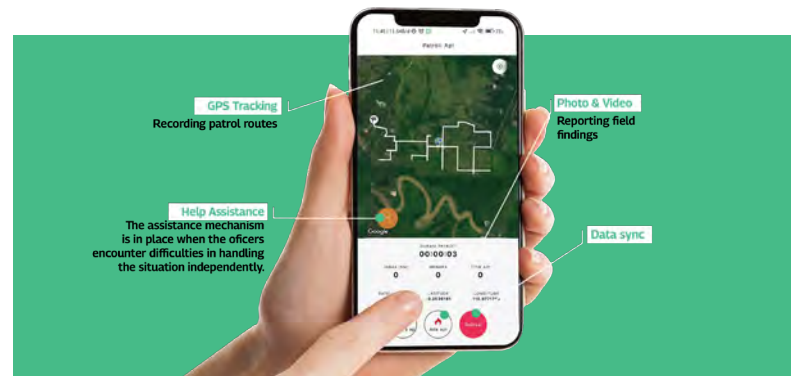 Patroli Api
GPS Tracking
Recording patrol routes
Photo & Video
Reporting field
findings
Help Assistance
The assistance mechanism
is in place when the oficers
encounter difficulties in handling
the situation independently.
Data sync
Google
00:00:03
0
0
0